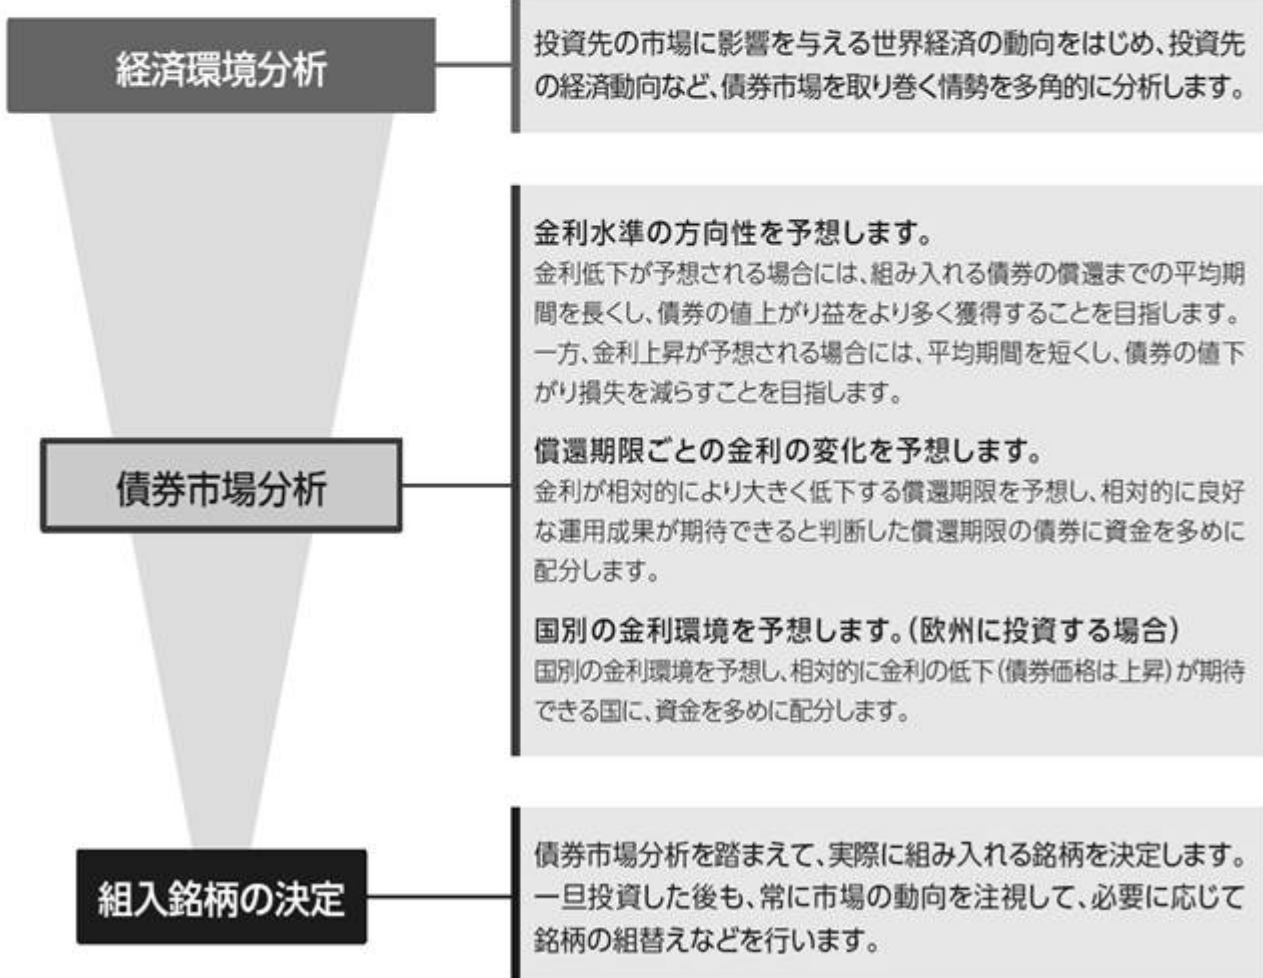 経済環境分析
投資先の市場に影響を与える世界経済の動向をはじめ、投資先
の経済動向など、債券市場を取り巻く情勢を多角的に分析します。
債券市場分析
金利水準の方向性を予想します。
金利低下が予想される場合には、組み入れる債券の償還までの平均期
間を長くし、債券の値上がり益をより多く獲得することを目指します。
一方、金利上昇が予想される場合には、平均期間を短くし、債券の値下
がり損失を減らすことを目指します。
償還期限ごとの金利の変化を予想します。
金利が相対的により大きく低下する償還期限を予想し、相対的に良好
な運用成果が期待できると判断した償還期限の債券に資金を多めに
配分します。
国別の金利環境を予想します。(欧州に投資する場合)
国別の金利環境を予想し、相対的に金利の低下(債券価格は上昇)が期待
できる国に、資金を多めに配分します。
組入銘柄の決定
債券市場分析を踏まえて、実際に組み入れる銘柄を決定します。
一旦投資した後も、常に市場の動向を注視して、必要に応じて
銘柄の組替えなどを行います。